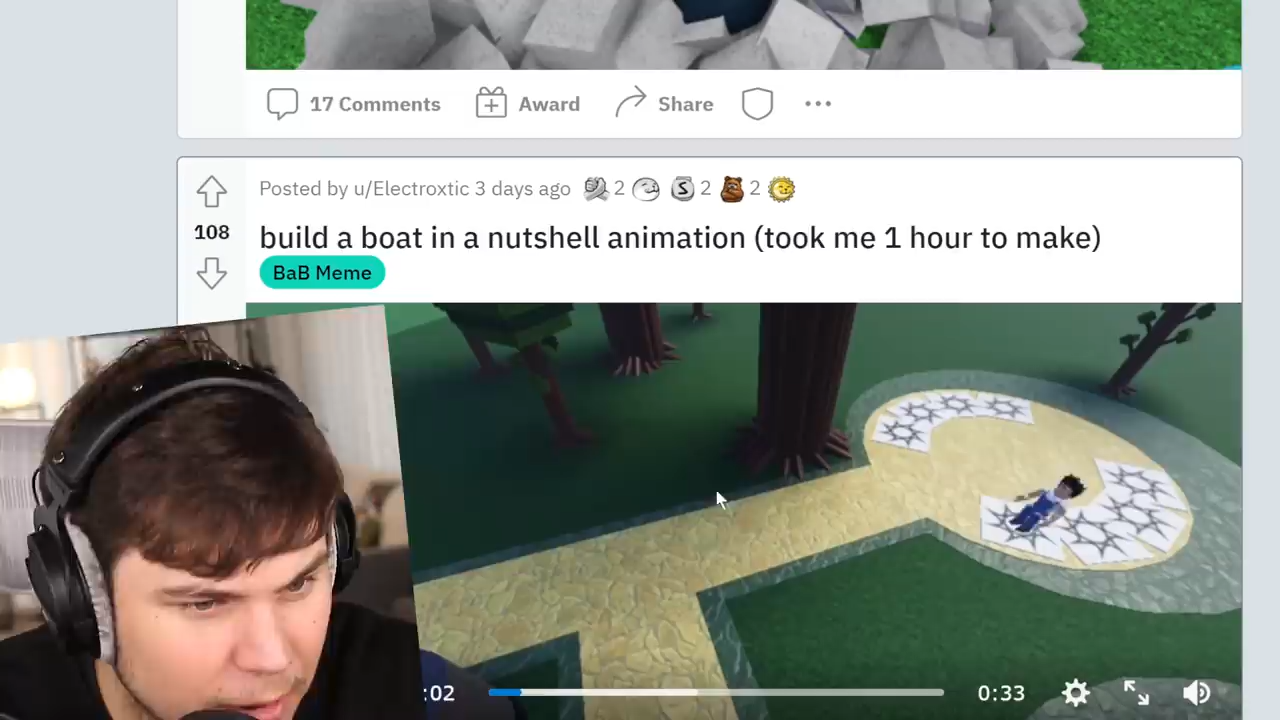 17 Comments Award Share
Posted by u/Electroxtic 3 days ago 2 S 2 2
108
build a boat in a nutshell animation (took me 1 hour to make)
BaB Meme
:02 0:33